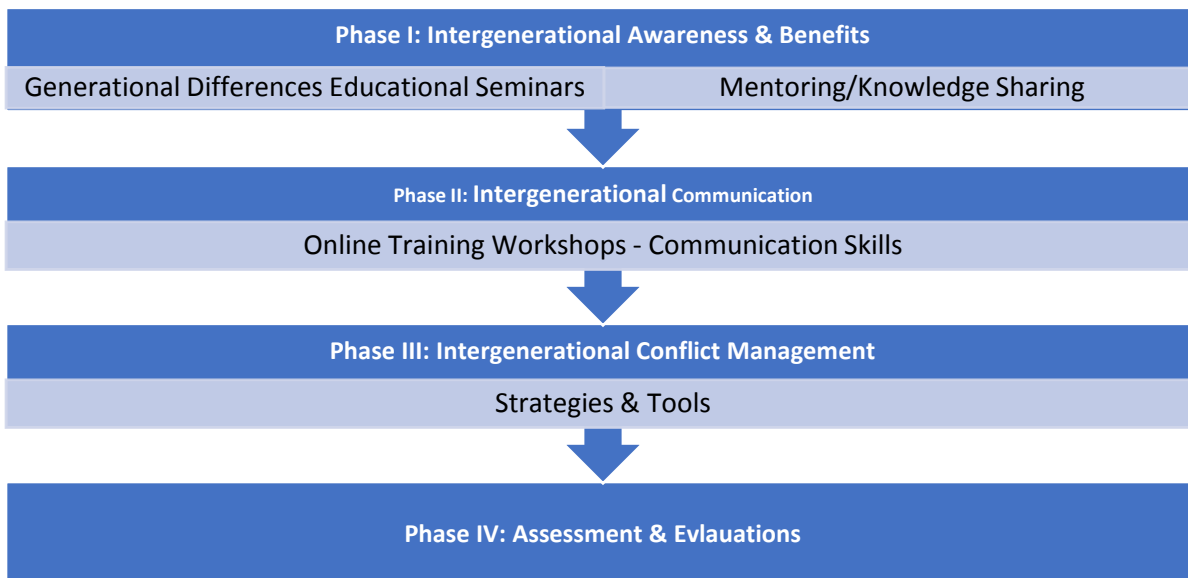 Phase I: Intergenerational Awareness & Benefits
Generational Differences Educational Seminars
Mentoring/Knowledge Sharing
Phase II: Intergenerational Communication
Online Training Workshops - Communication Skills
Phase III: Intergenerational Conflict Management
Strategies & Tools
Phase IV: Assessment & Evlauations